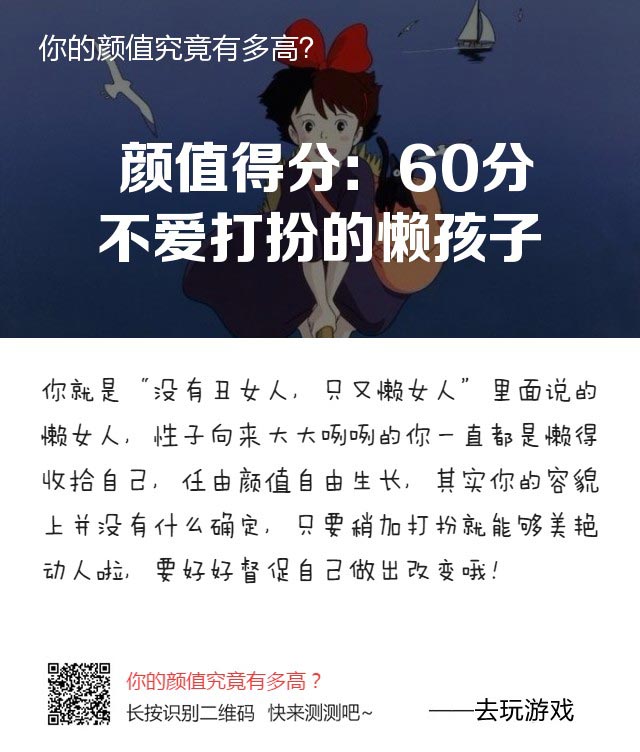 你的颜值究竟有多高?
颜值得分：60分
不爱打扮的懒孩子
你就是“没有丑女人，只又懒女人”里面说的
懒女人，性子向来大大咧咧的你一直都是懒得
收拾自己，任由颜值自由生长，其实你的容貌
上并没有什么确定，只要稍加打扮就能够美艳
动人啦，要好好督促自己做出改变哦！
你的颜值究竟有多高？
长按识别二维码 快来测测吧~
——去玩游戏